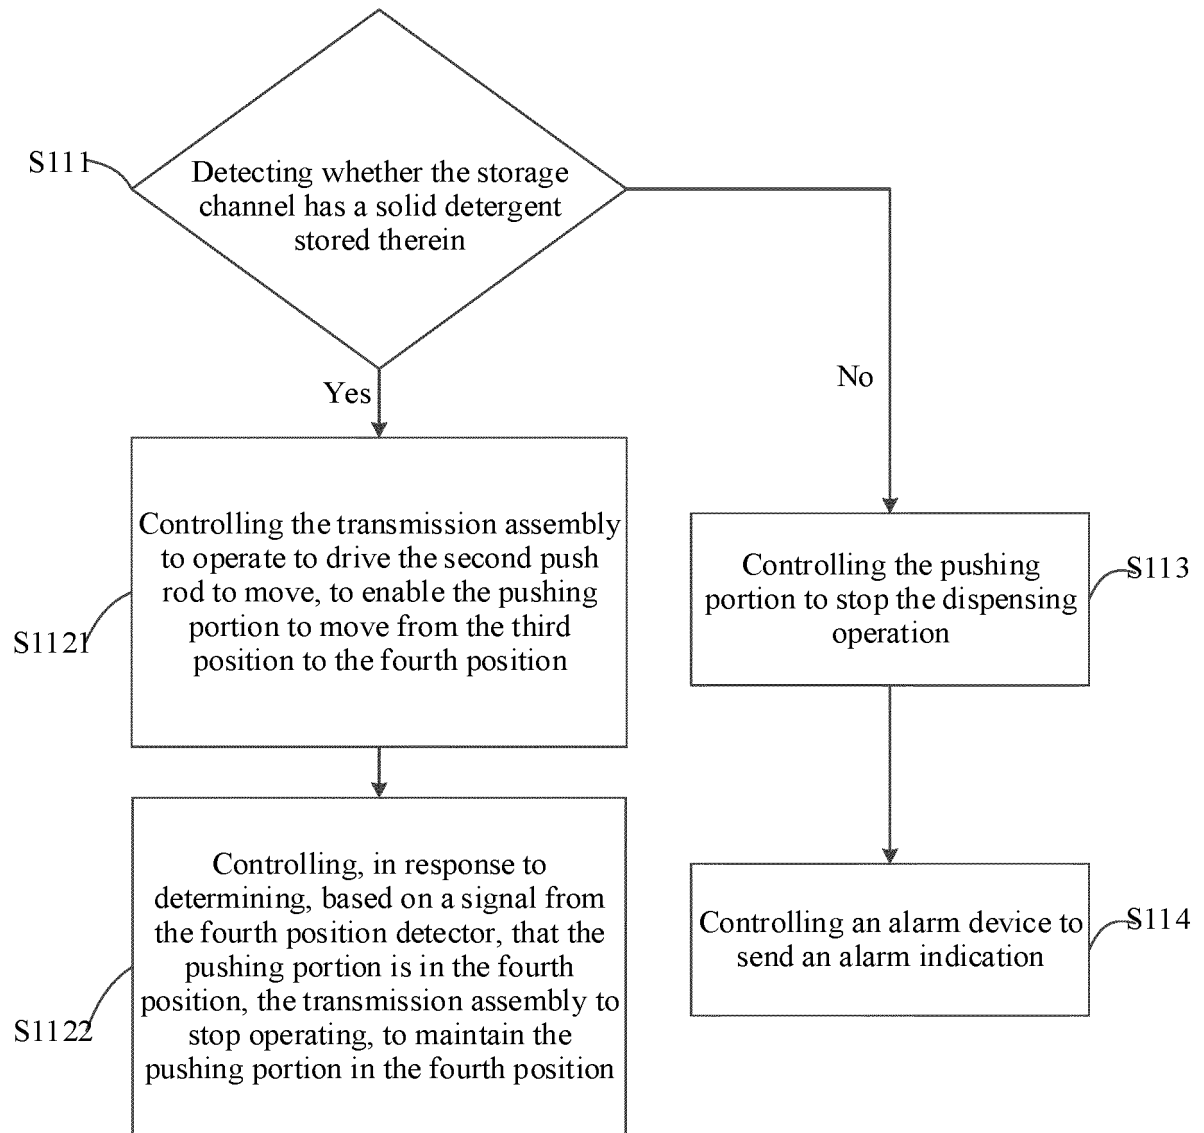 S111
Detecting whether the storage
channel has a solid detergent
stored therein
Yes
No
Controlling the transmission assembly
to operate to drive the second push
rod to move, to enable the pushing
portion to move from the third
position to the fourth position
S1121
Controlling the pushing
portion to stop the dispensing
operation
S113
Controlling, in response to
determining, based on a signal from
the fourth position detector, that the
pushing portion is in the fourth
position, the transmission assembly to
stop operating, to maintain the
pushing portion in the fourth position
S1122
Controlling an alarm device to
send an alarm indication
S114